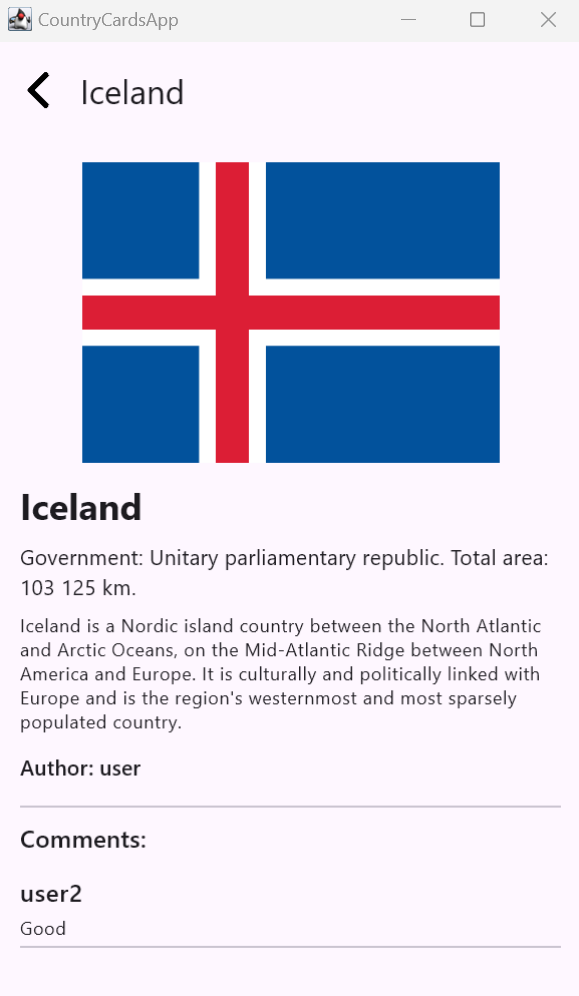 CountryCardsApp
Iceland
Iceland
Government: Unitary parliamentary republic. Total area:
103 125 km.
Iceland is a Nordic island country between the North Atlantic
and Arctic Oceans, on the Mid-Atlantic Ridge between North
America and Europe. It is culturally and politically linked with
Europe and is the region's westernmost and most sparsely
populated country.
Author: user
Comments:
user2
Good